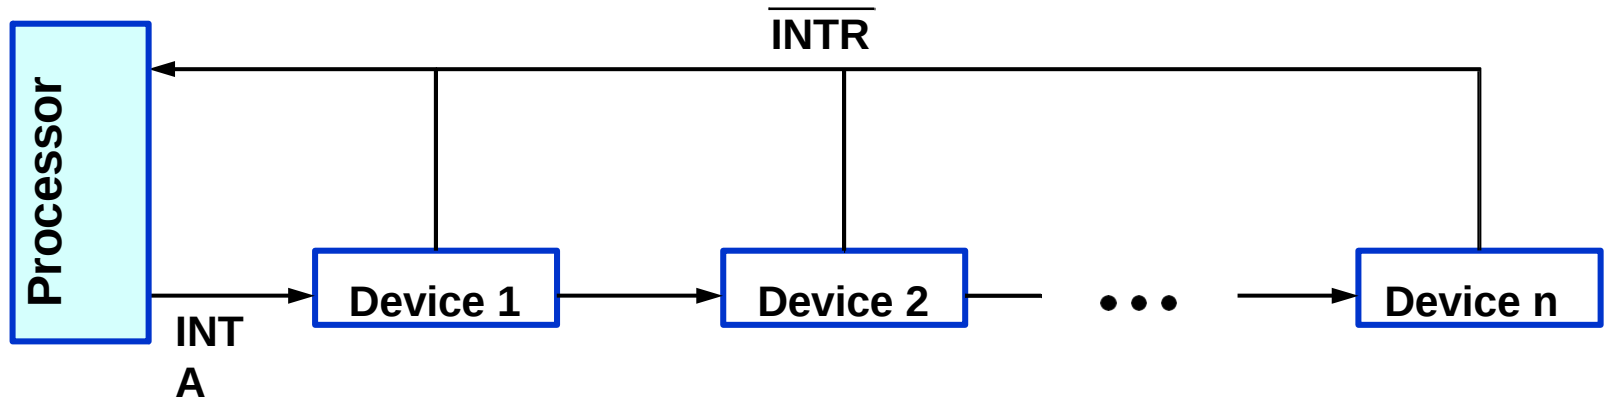 INTR
Processor
Device 1
Device 2
Device n
INT
A